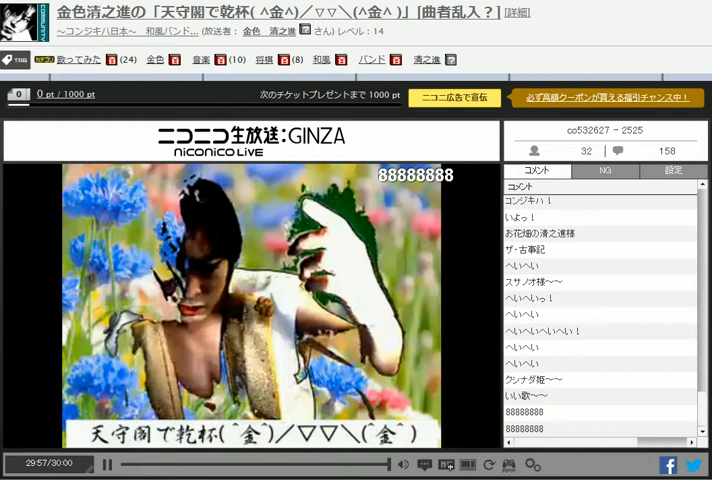 金色清之進の「天守閣で乾杯( ^金^)／▽▽＼(^金^ )」[曲者乱入？] [詳細]
～コンジキハ日本～ 和風バンド... (放送者： 金色 清之進 さん) レベル：14
COMMUNITY
TAG カテゴリ 歌ってみた (24) 金色 音楽 (10) 将棋 (8) 和風 バンド 清之進
0 0 pt / 1000 pt 次のチケットプレゼントまで 1000 pt ニコニコ広告で宣伝 必ず高額クーポンが貰える福引チャンス中！
ニコニコ生放送：GINZA
niconico LIVE
co532627 - 2525
32 158
コメント NG 設定
コメント
コンジキハ！
いよっ！
お花畑の清之進様
ザ・古事記
へいへい
スサノオ様～～
へいへいっ！
へいへい
へいへいへいへい！
へいへい
へいへい
クシナダ姫～～
いい歌～～
88888888
88888888
88888888
天守閣で乾杯( ^金^)／▽▽＼(^金^ )
29:57/30:00